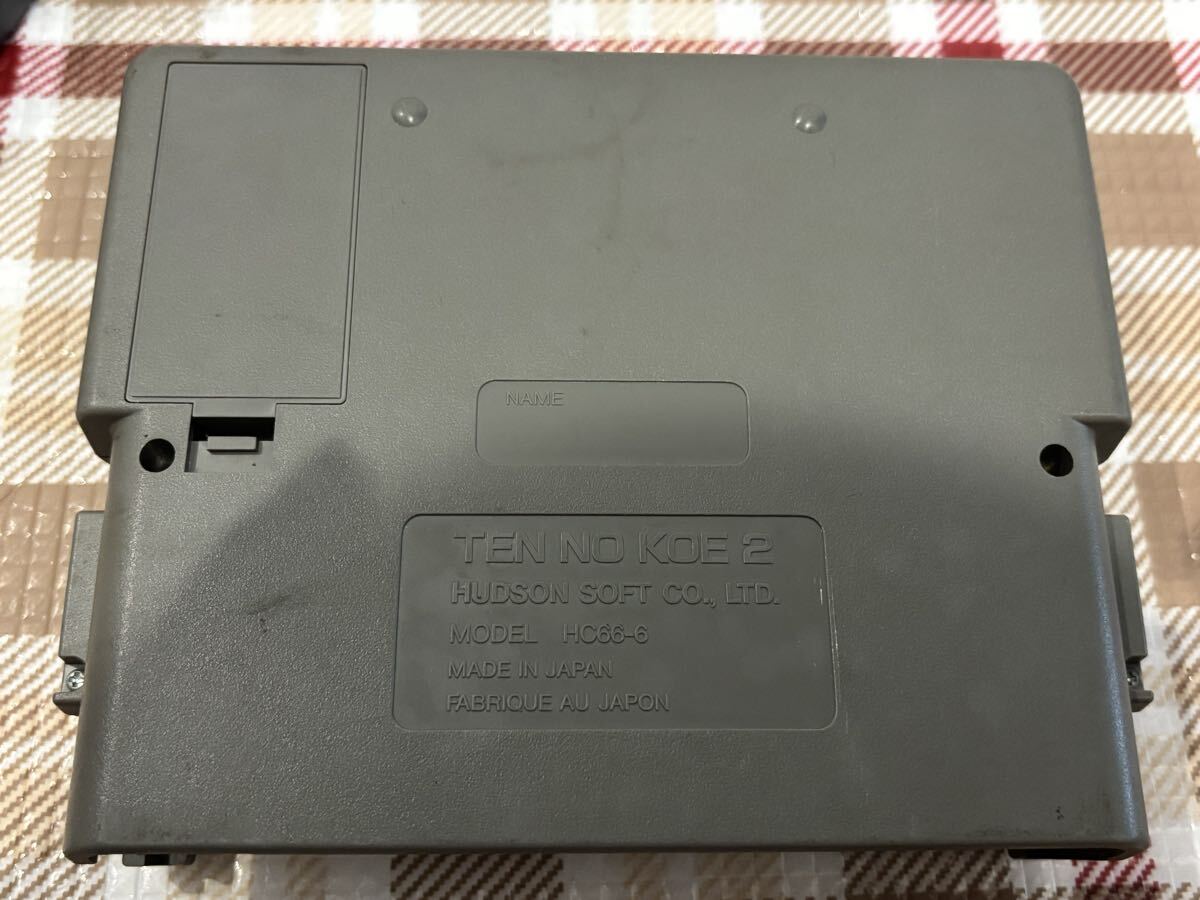 NAME
TEN NO KOE 2
HUDSON SOFT CO., LTD.
MODEL HC66-6
MADE IN JAPAN
FABRIQUE AU JAPON